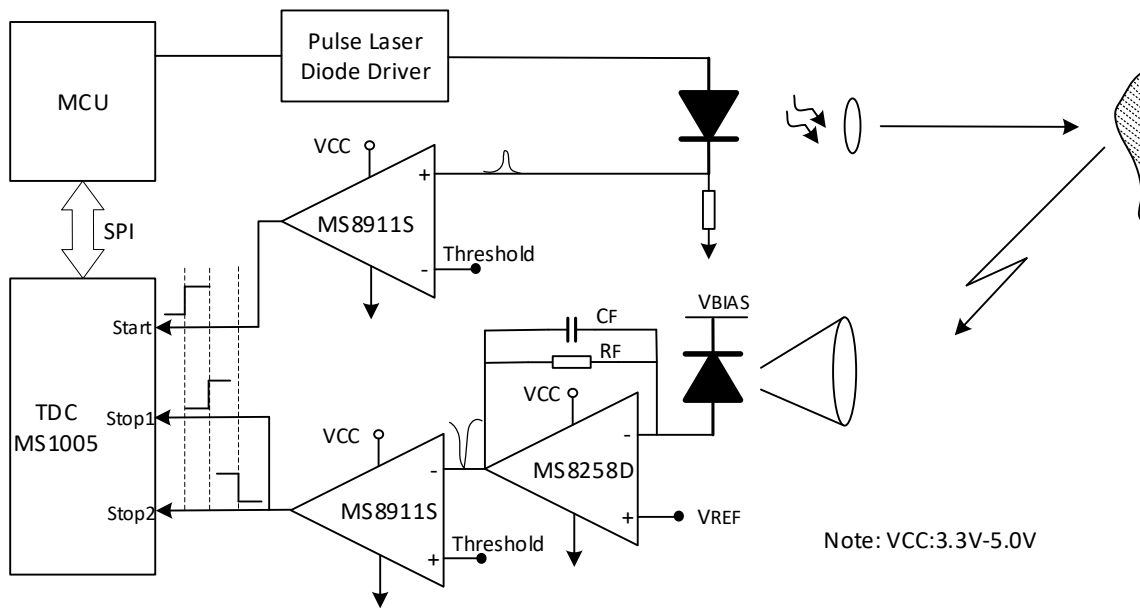 Pulse Laser
Diode Driver
MCU
VCC
+
MS8911S
Threshold
-
SPI
Start
VBIAS
CF
RF
VCC
TDC
MS1005
Stop1
VCC
-
-
MS8258D
Stop2
MS8911S
+
VREF
Threshold
+
Note: VCC:3.3V-5.0V